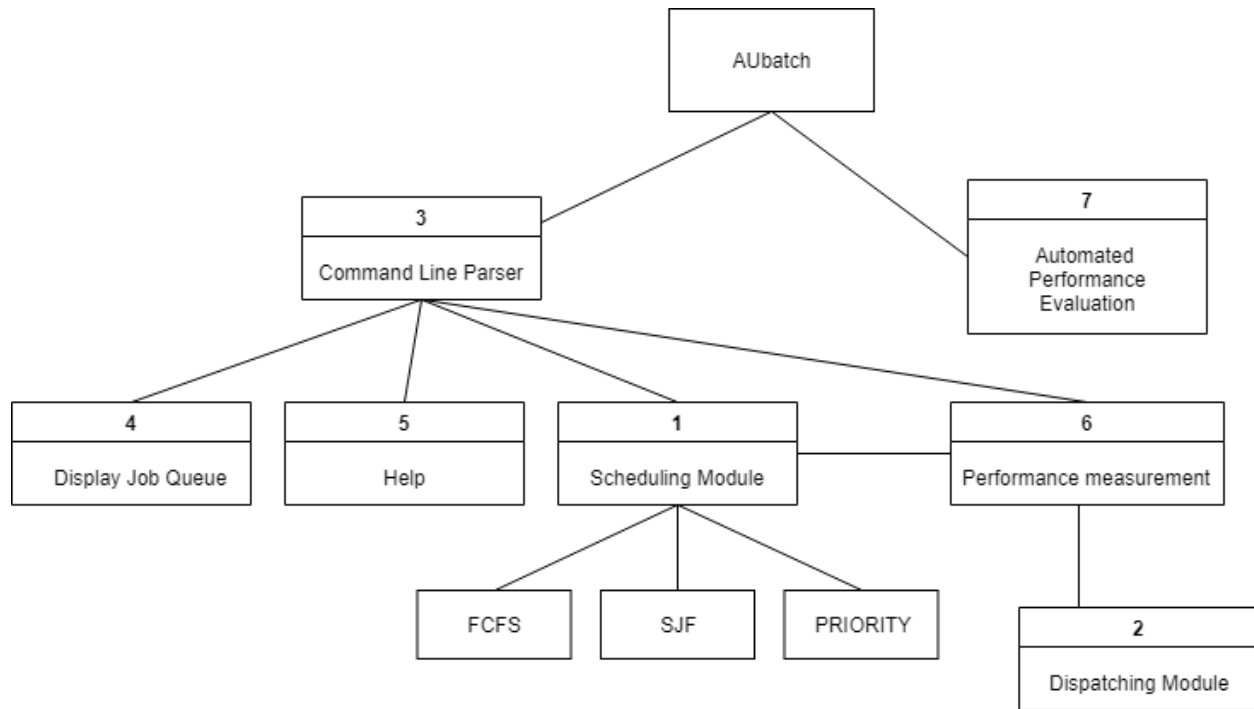 AUbatch
3
Command Line Parser
7
Automated
Performance
Evaluation
4
Display Job Queue
5
Help
1
Scheduling Module
6
Performance measurement
FCFS
SJF
PRIORITY
2
Dispatching Module